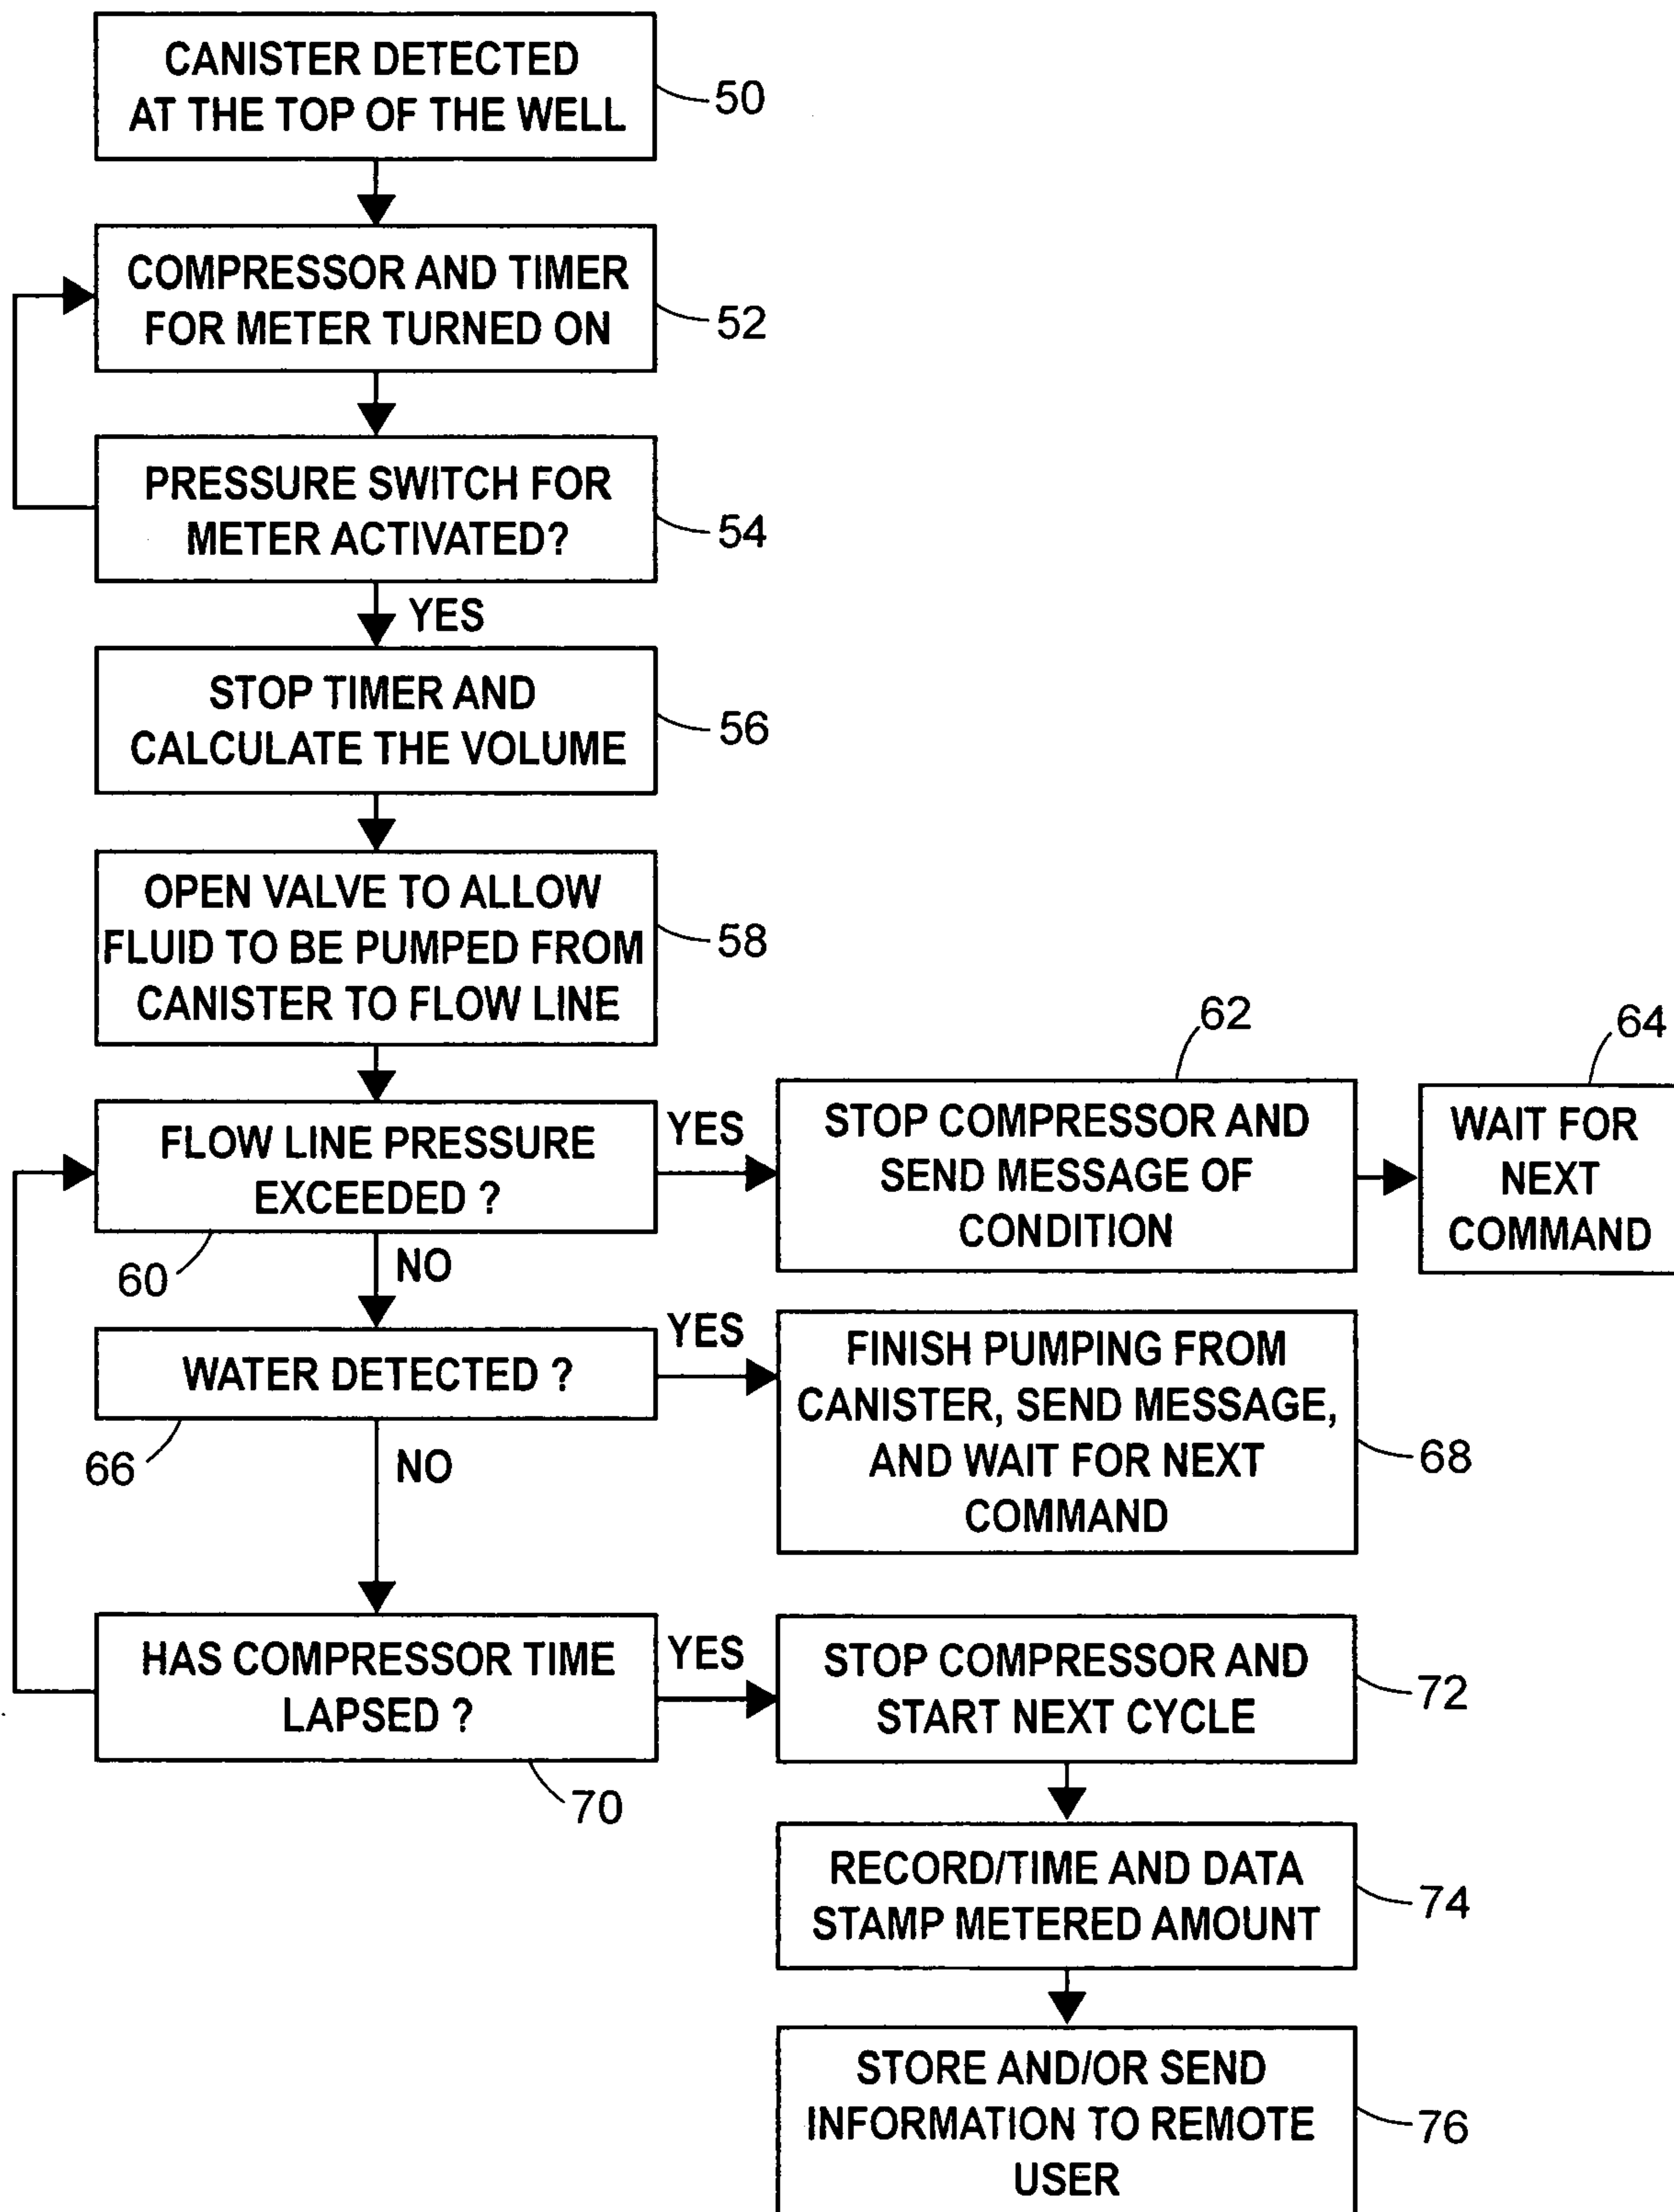 CANISTER DETECTED
AT THE TOP OF THE WELL
50
COMPRESSOR AND TIMER
FOR METER TURNED ON
52
PRESSURE SWITCH FOR
METER ACTIVATED?
54
YES
STOP TIMER AND
CALCULATE THE VOLUME
56
OPEN VALVE TO ALLOW
FLUID TO BE PUMPED FROM
CANISTER TO FLOW LINE
58
FLOW LINE PRESSURE
EXCEEDED ?
60
YES
STOP COMPRESSOR AND
SEND MESSAGE OF
CONDITION
62
WAIT FOR
NEXT
COMMAND
64
NO
WATER DETECTED ?
66
YES
FINISH PUMPING FROM
CANISTER, SEND MESSAGE,
AND WAIT FOR NEXT
COMMAND
68
NO
HAS COMPRESSOR TIME
LAPSED ?
70
YES
STOP COMPRESSOR AND
START NEXT CYCLE
72
RECORD/TIME AND DATA
STAMP METERED AMOUNT
74
STORE AND/OR SEND
INFORMATION TO REMOTE
USER
76